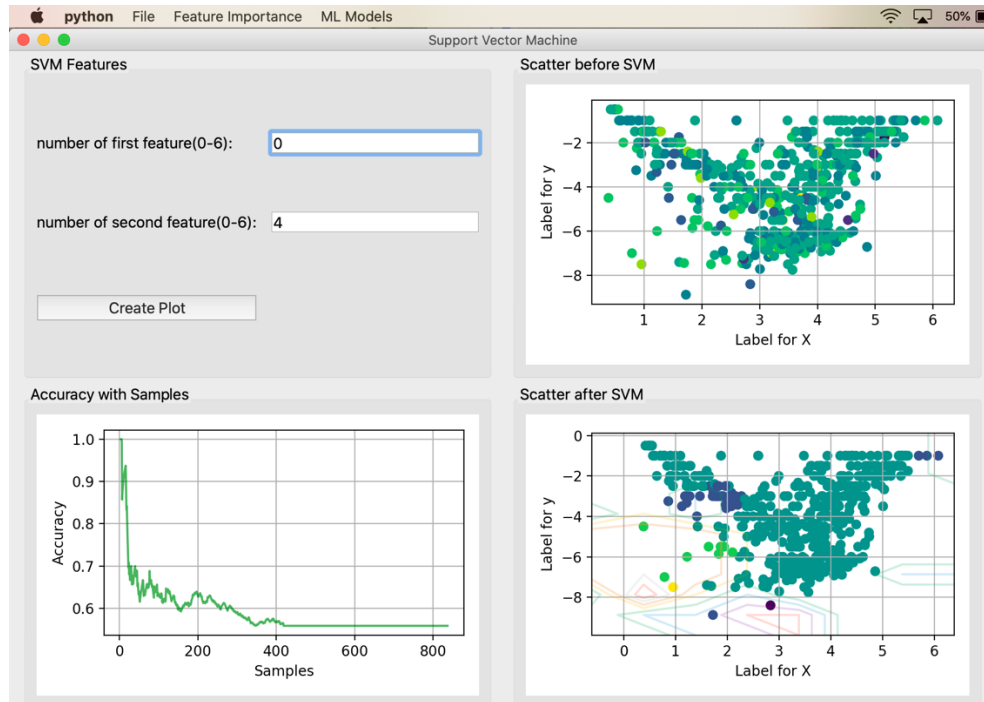 python File Feature Importance ML Models 50%
Support Vector Machine
SVM Features
number of first feature(0-6): 0
number of second feature(0-6): 4
Create Plot
Scatter before SVM
Label for y
−2
−4
−6
−8
1 2 3 4 5 6
Label for X
Accuracy with Samples
Accuracy
1.0
0.9
0.8
0.7
0.6
0 200 400 600 800
Samples
Scatter after SVM
Label for y
0
−2
−4
−6
−8
0 1 2 3 4 5 6
Label for X